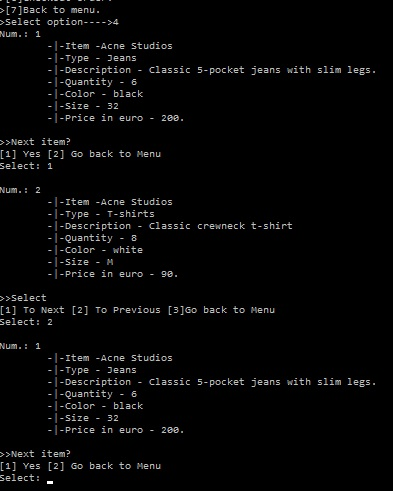 >[7]Back to menu.
>Select option---->4
Num.: 1
-|-Item -Acne Studios
-|-Type - Jeans
-|-Description - Classic 5-pocket jeans with slim legs.
-|-Quantity - 6
-|-Color - black
-|-Size - 32
-|-Price in euro - 200.
>>Next item?
[1] Yes [2] Go back to Menu
Select: 1
Num.: 2
-|-Item -Acne Studios
-|-Type - T-shirts
-|-Description - Classic crewneck t-shirt
-|-Quantity - 8
-|-Color - white
-|-Size - M
-|-Price in euro - 90.
>>Select
[1] To Next [2] To Previous [3]Go back to Menu
Select: 2
Num.: 1
-|-Item -Acne Studios
-|-Type - Jeans
-|-Description - Classic 5-pocket jeans with slim legs.
-|-Quantity - 6
-|-Color - black
-|-Size - 32
-|-Price in euro - 200.
>>Next item?
[1] Yes [2] Go back to Menu
Select: